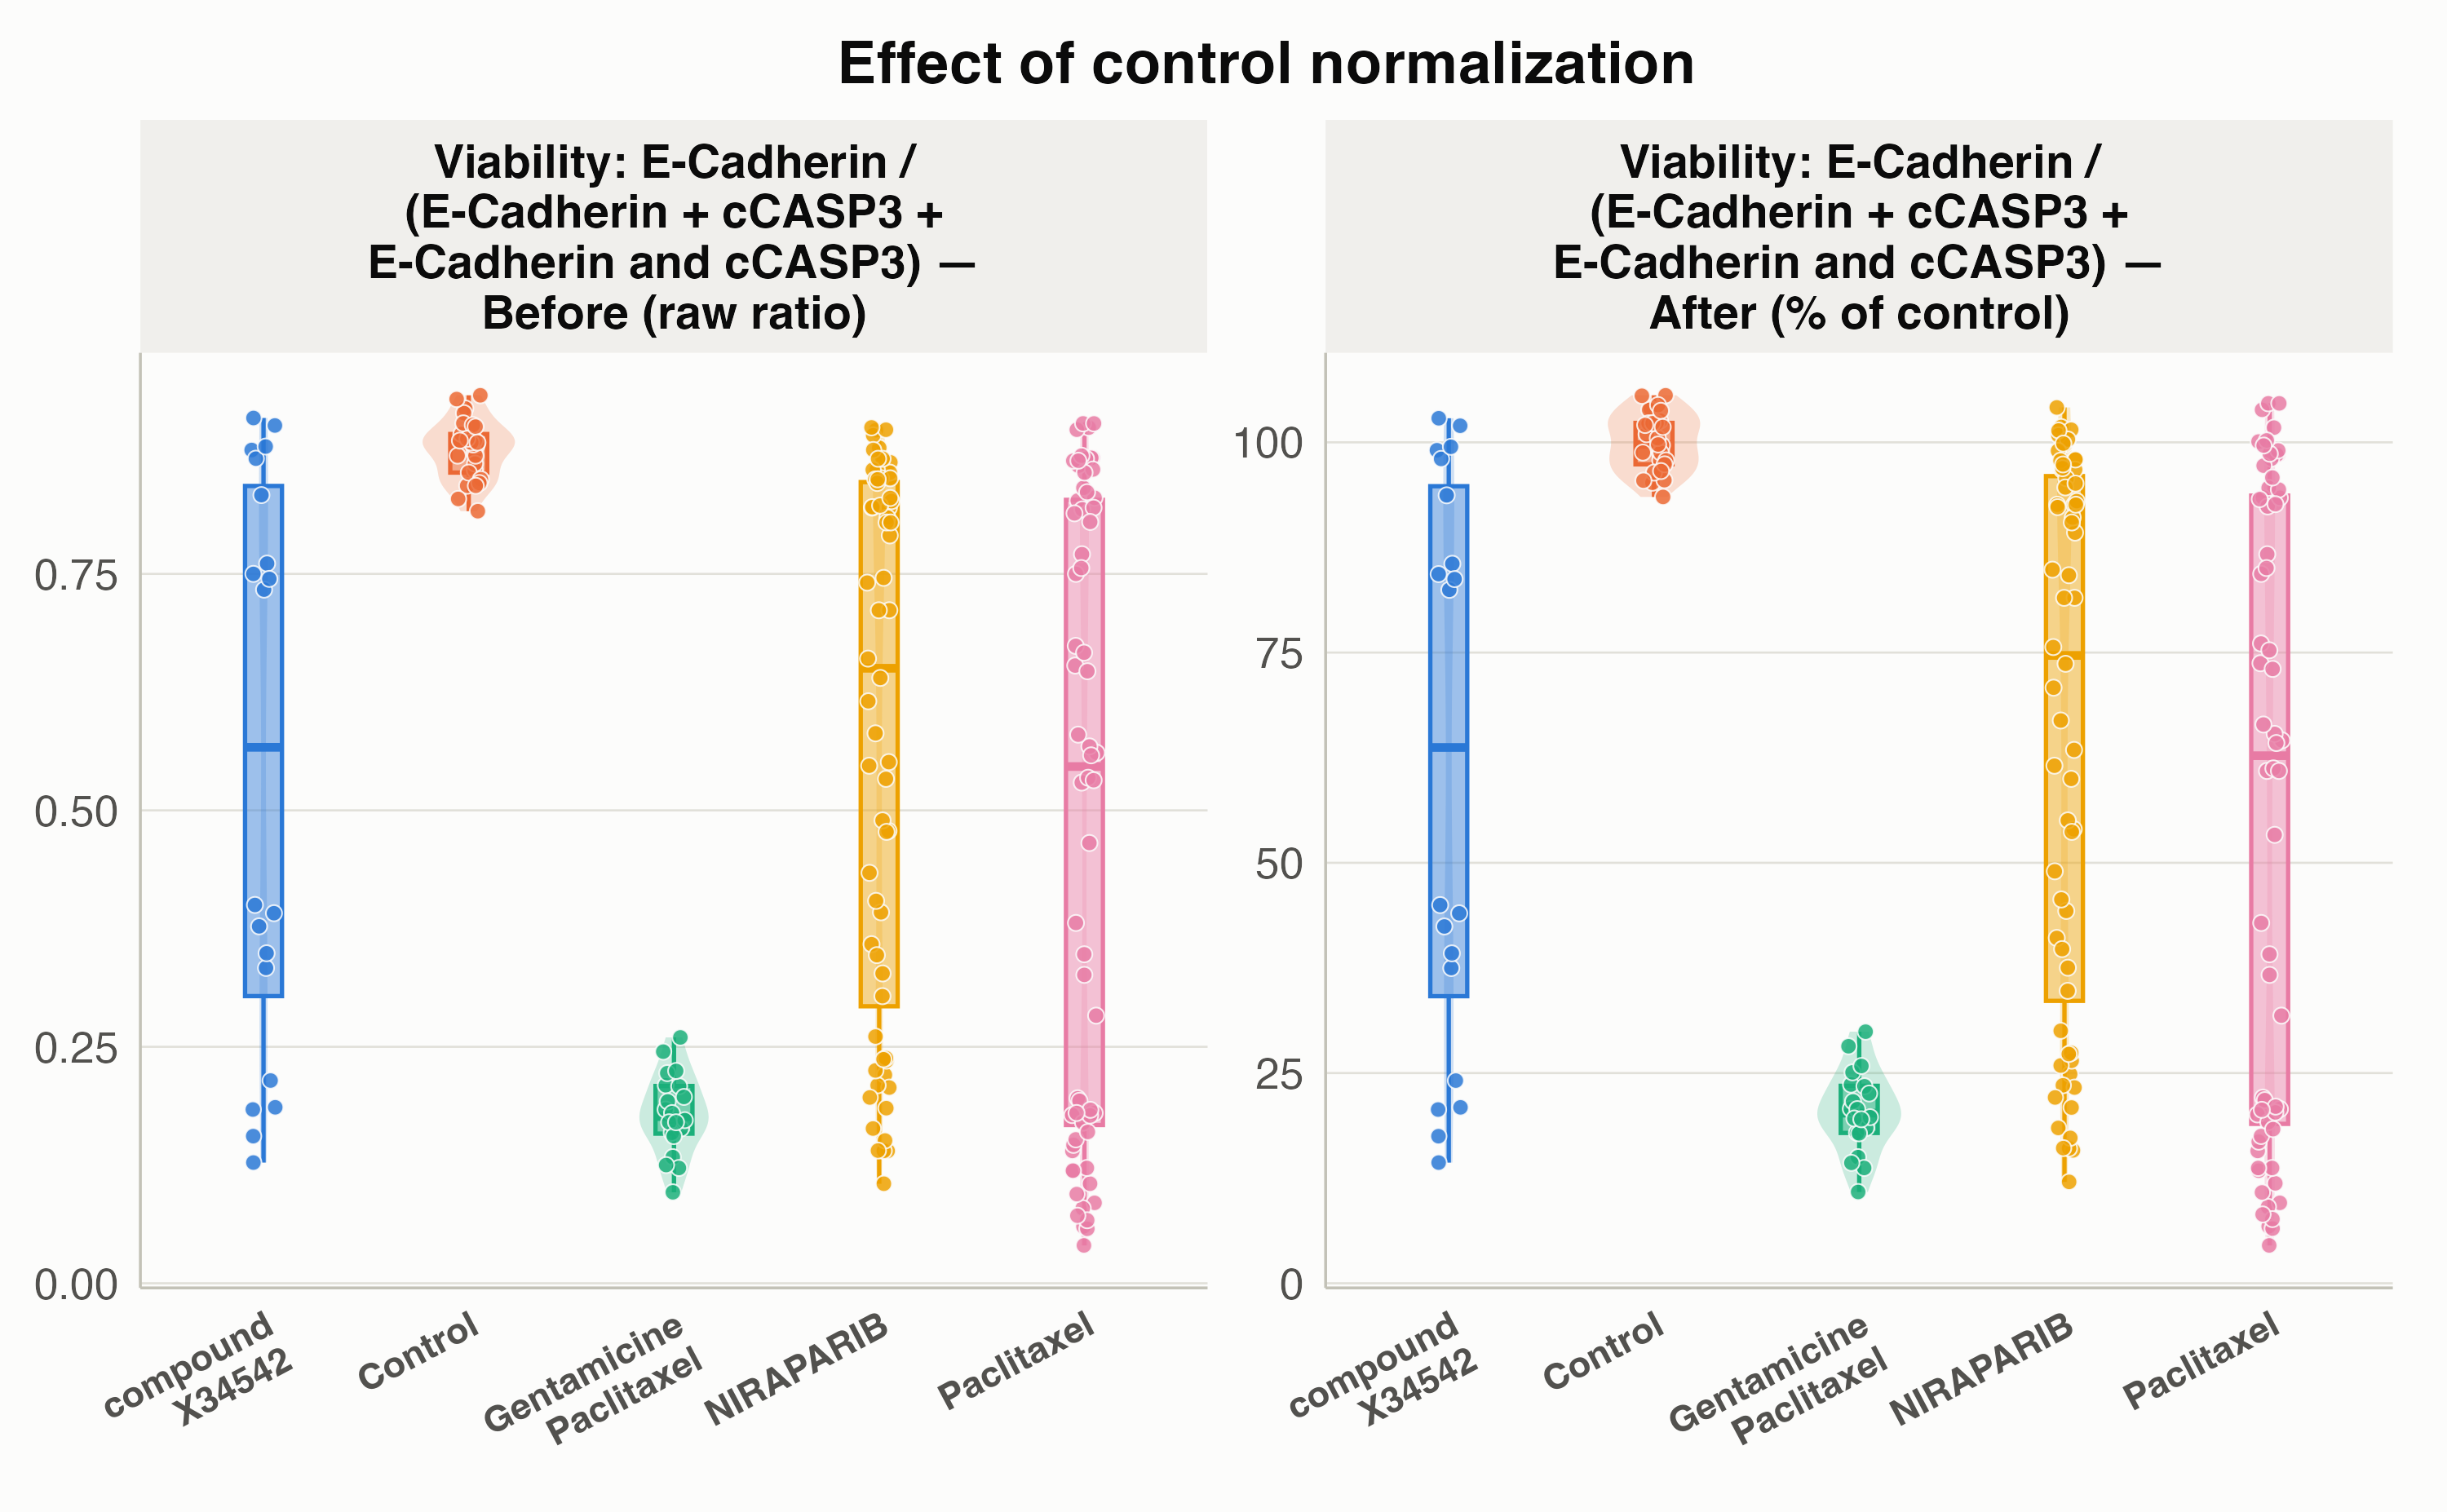 Effect of control normalization
Viability: E-Cadherin /
(E-Cadherin + cCASP3 +
E-Cadherin and cCASP3) —
Before (raw ratio)
Viability: E-Cadherin /
(E-Cadherin + cCASP3 +
E-Cadherin and cCASP3) —
After (% of control)
0.75
0.50
0.25
0.00
100
75
50
25
0
compound
X34542
Control
Gentamicine
Paclitaxel
NIRAPARIB
Paclitaxel
compound
X34542
Control
Gentamicine
Paclitaxel
NIRAPARIB
Paclitaxel